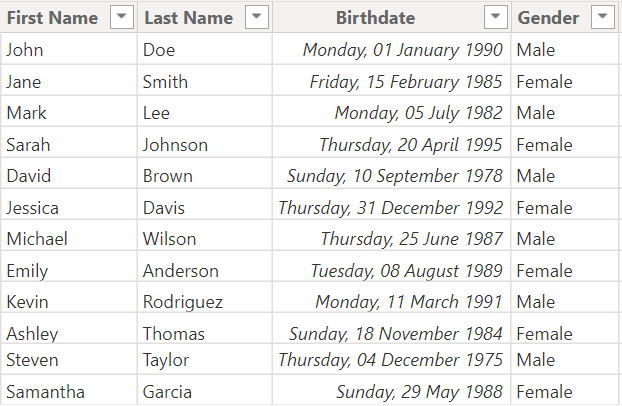 First Name Last Name Birthdate Gender
John Doe Monday, 01 January 1990 Male
Jane Smith Friday, 15 February 1985 Female
Mark Lee Monday, 05 July 1982 Male
Sarah Johnson Thursday, 20 April 1995 Female
David Brown Sunday, 10 September 1978 Male
Jessica Davis Thursday, 31 December 1992 Female
Michael Wilson Thursday, 25 June 1987 Male
Emily Anderson Tuesday, 08 August 1989 Female
Kevin Rodriguez Monday, 11 March 1991 Male
Ashley Thomas Sunday, 18 November 1984 Female
Steven Taylor Thursday, 04 December 1975 Male
Samantha Garcia Sunday, 29 May 1988 Female